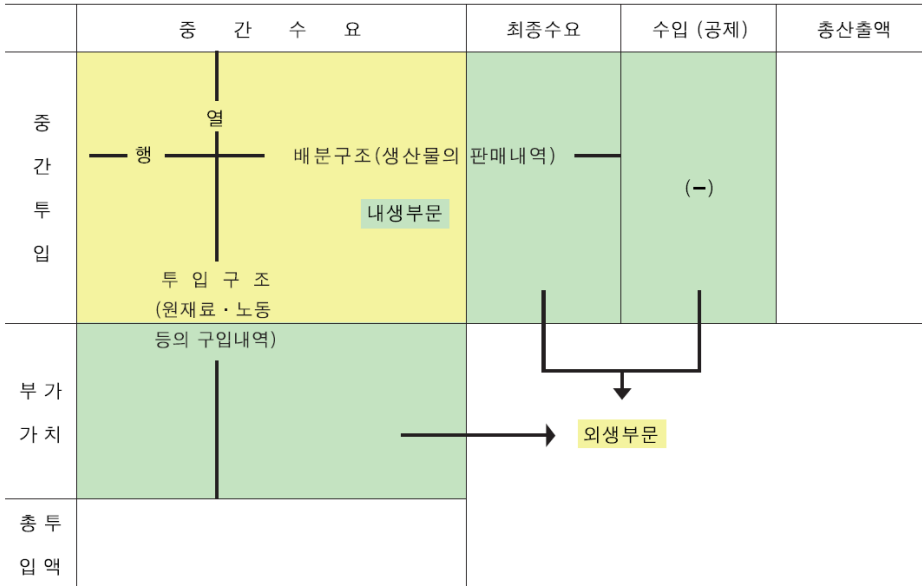 중 간 수 요 최종수요 수입 (공제) 총산출액
중
간
투
입
열
행 배분구조(생산물의 판매내역)
(−)
내생부문
투 입 구 조
(원재료·노동
등의 구입내역)
부 가
가 치
외생부문
총 투
입 액